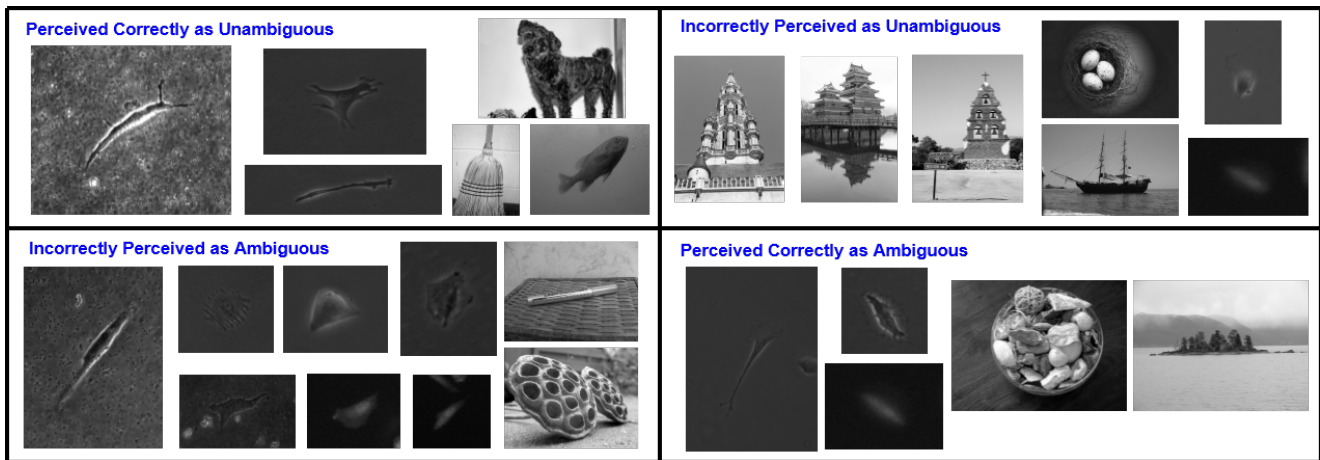 Perceived Correctly as Unambiguous
Incorrectly Perceived as Unambiguous
Incorrectly Perceived as Ambiguous
Perceived Correctly as Ambiguous